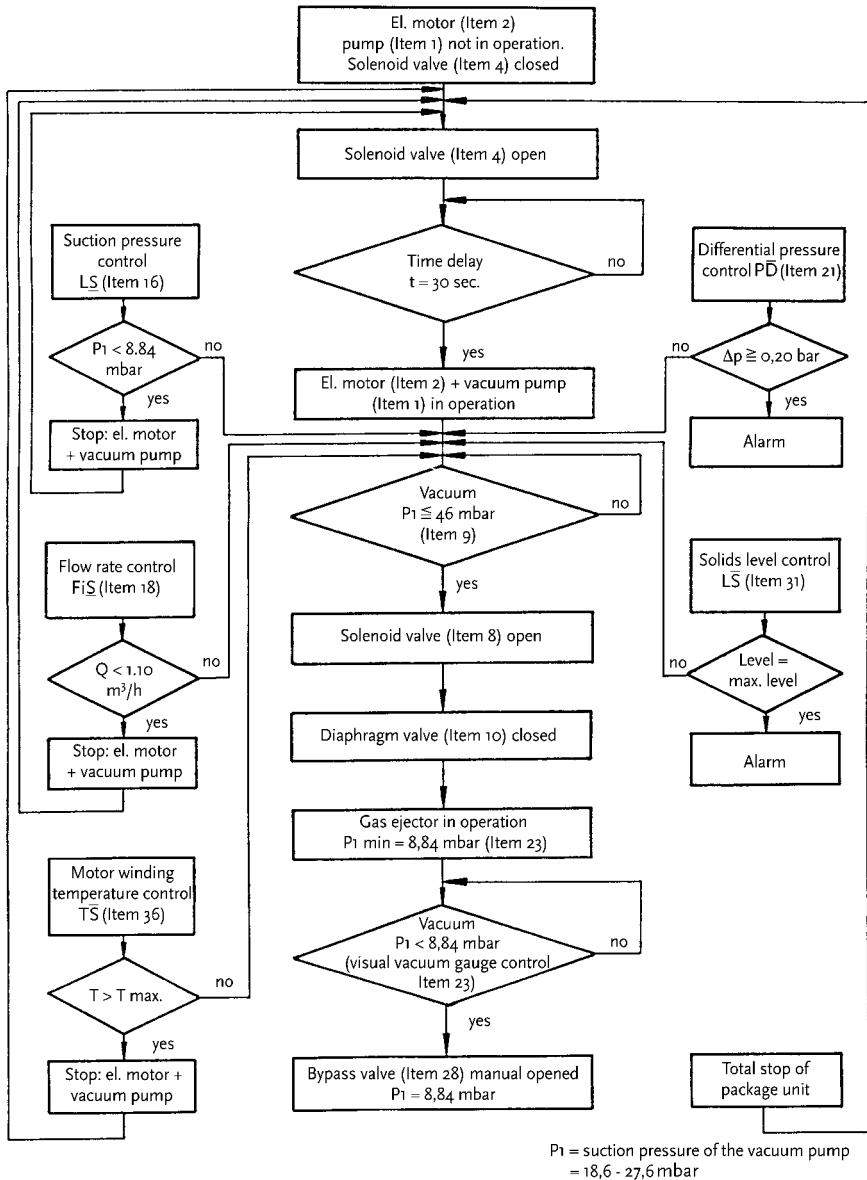 El. motor (Item 2)
pump (Item 1) not in operation.
Solenoid valve (Item 4) closed
Solenoid valve (Item 4) open
Time delay
t = 30 sec.
no
yes
El. motor (Item 2) + vacuum pump
(Item 1) in operation
Vacuum
P1 ≦ 46 mbar
(Item 9)
no
yes
Solenoid valve (Item 8) open
Diaphragm valve (Item 10) closed
Gas ejector in operation
P1 min = 8,84 mbar (Item 23)
Vacuum
P1 < 8,84 mbar
(visual vacuum gauge control
Item 23)
no
yes
Bypass valve (Item 28) manual opened
P1 = 8,84 mbar
Suction pressure
control
LS̲ (Item 16)
P1 < 8.84
mbar
no
yes
Stop: el. motor
+ vacuum pump
Flow rate control
FiS̲ (Item 18)
Q < 1.10
m³/h
no
yes
Stop: el. motor
+ vacuum pump
Motor winding
temperature control
TS̅ (Item 36)
T > T max.
no
yes
Stop: el. motor +
vacuum pump
Differential pressure
control PD̅ (Item 21)
Δp ≧ 0,20 bar
no
yes
Alarm
Solids level control
LS̅ (Item 31)
Level =
max. level
no
yes
Alarm
Total stop of
package unit
P1 = suction pressure of the vacuum pump
= 18,6 - 27,6 mbar